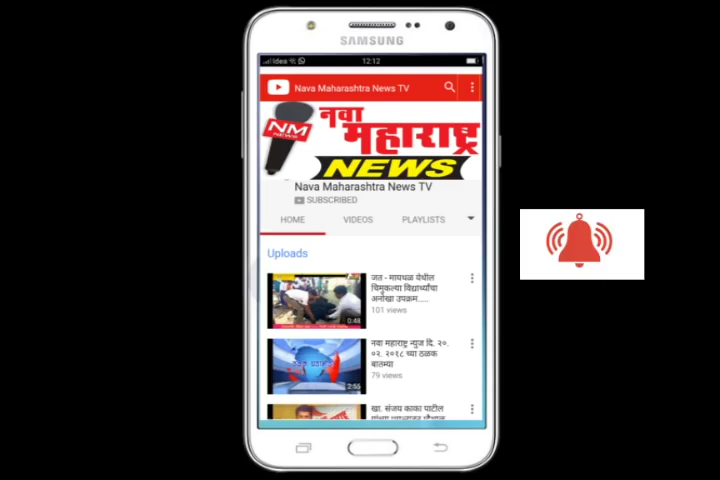 SAMSUNG
Idea
12:12
Nava Maharashtra News TV
NM
NEWS
नवा
महाराष्ट्र
NEWS
Nava Maharashtra News TV
SUBSCRIBED
HOME VIDEOS PLAYLISTS
Uploads
जत - मायथळ येथील
चिमुकल्या विद्यार्थ्यांचा
अनोखा उपक्रम.....
101 views
0:48
नवा महाराष्ट्र न्युज दि. २०.
०२. २०१८ च्या ठळक
बातम्या
79 views
2:55
खा. संजय काका पाटील